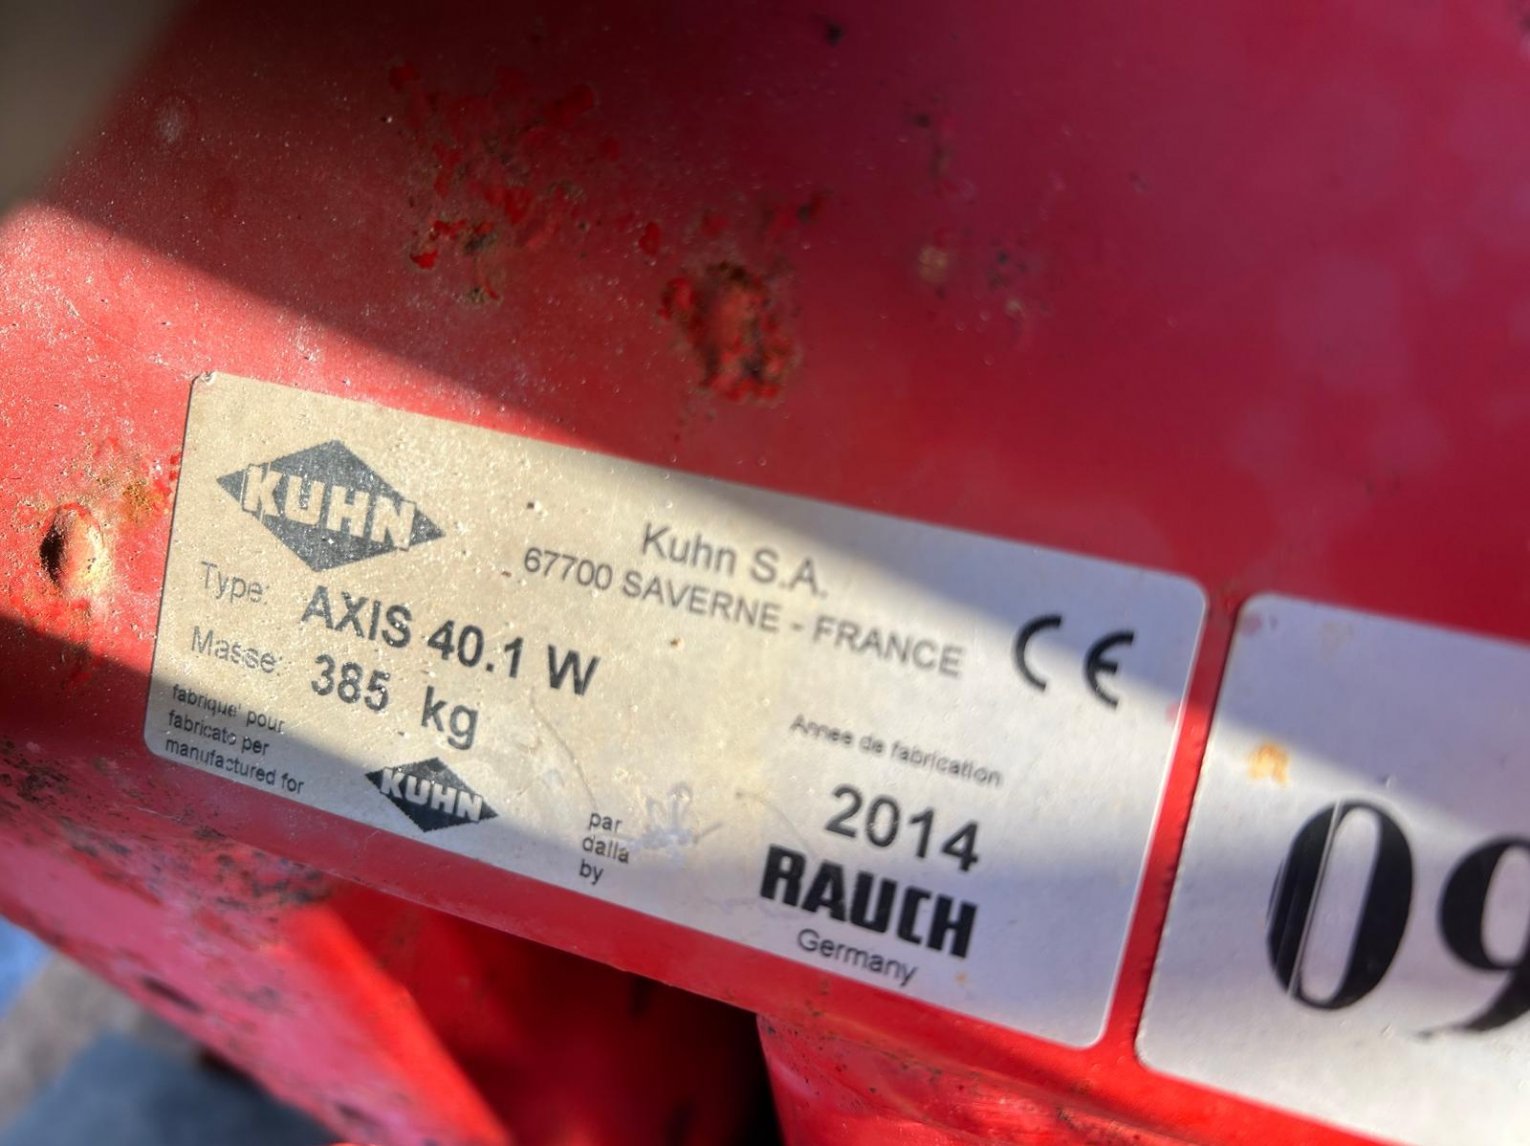 KUHN
Kuhn S.A.
67700 SAVERNE - FRANCE
CE
Type: AXIS 40.1 W
Masse: 385 kg
Annee de fabrication
2014
fabrique' pour
fabricato per
manufactured for
KUHN
par
dalla
by
RAUCH
Germany
09